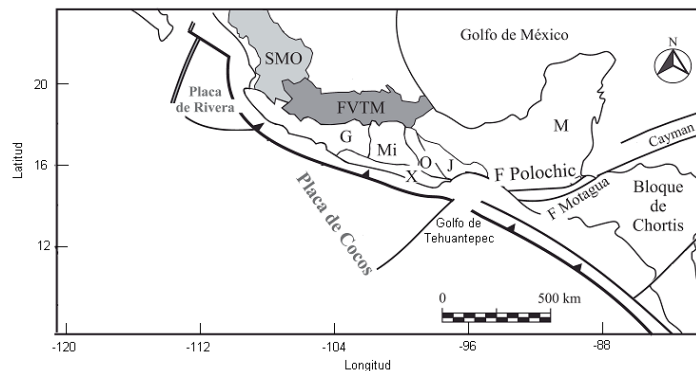 Golfo de México
N
SMO
20
Placa
de Rivera
FVTM
G
Mi
O
J
X
M
Cayman
F Polochic
F Motagua
16
Latitud
12
Placa de Cocos
Golfo de
Tehuantepec
Bloque
de
Chortis
0
500 km
-120
-112
-104
-96
-88
Longitud